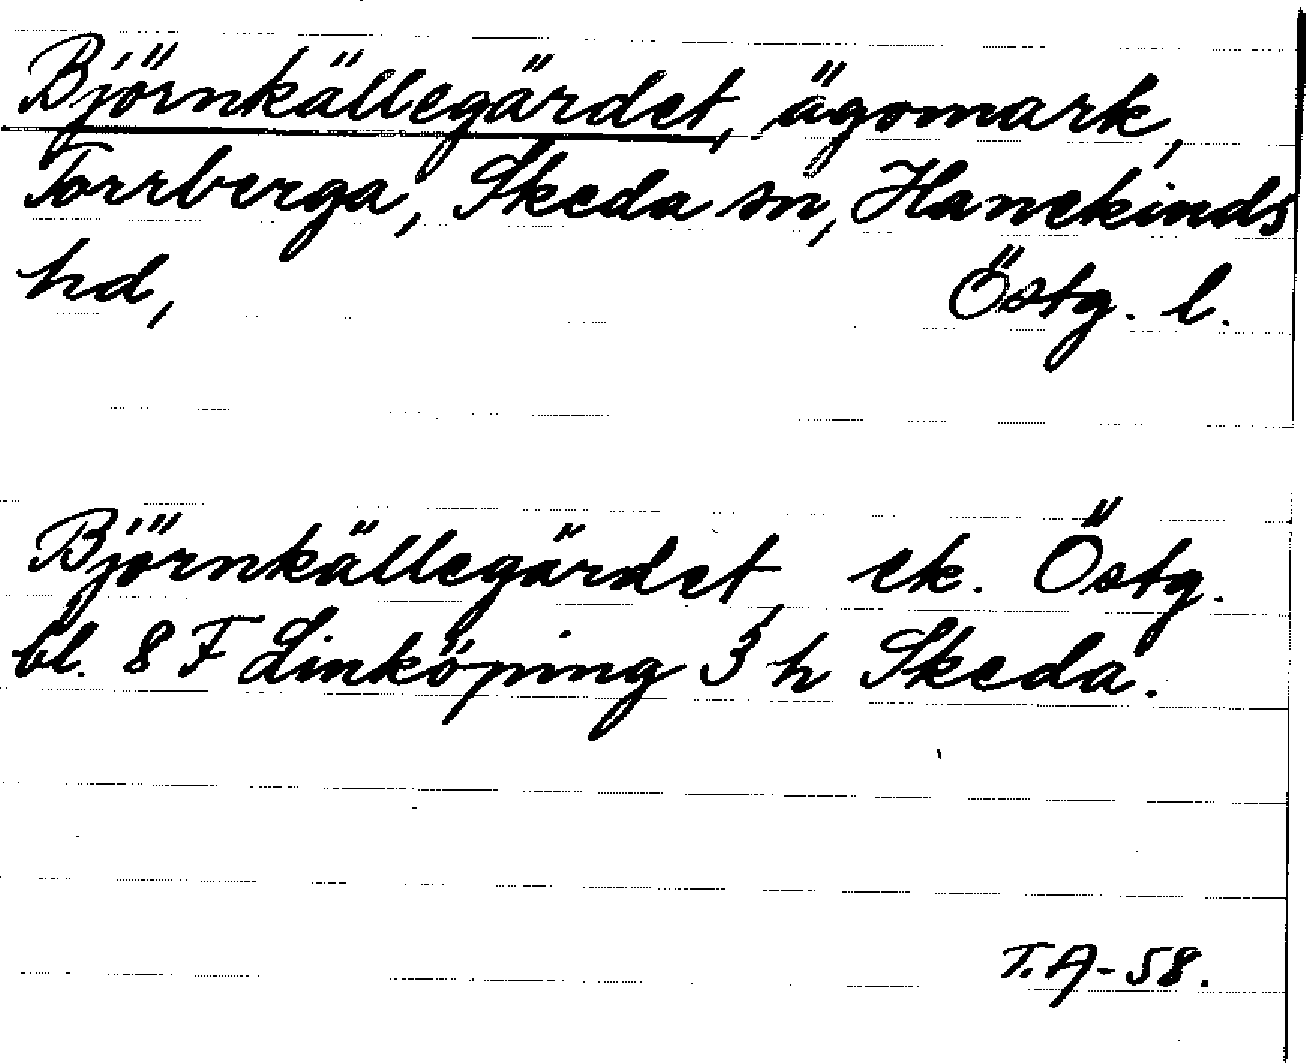 Björnkällegärdet, ägomark,
Torrberga, Skeda sn, Hanekinds
hd, Östg. l.
Björnkällegärdet, ek. Östg.
bl. 8 F Linköping 3 h Skeda.
T.A-58.